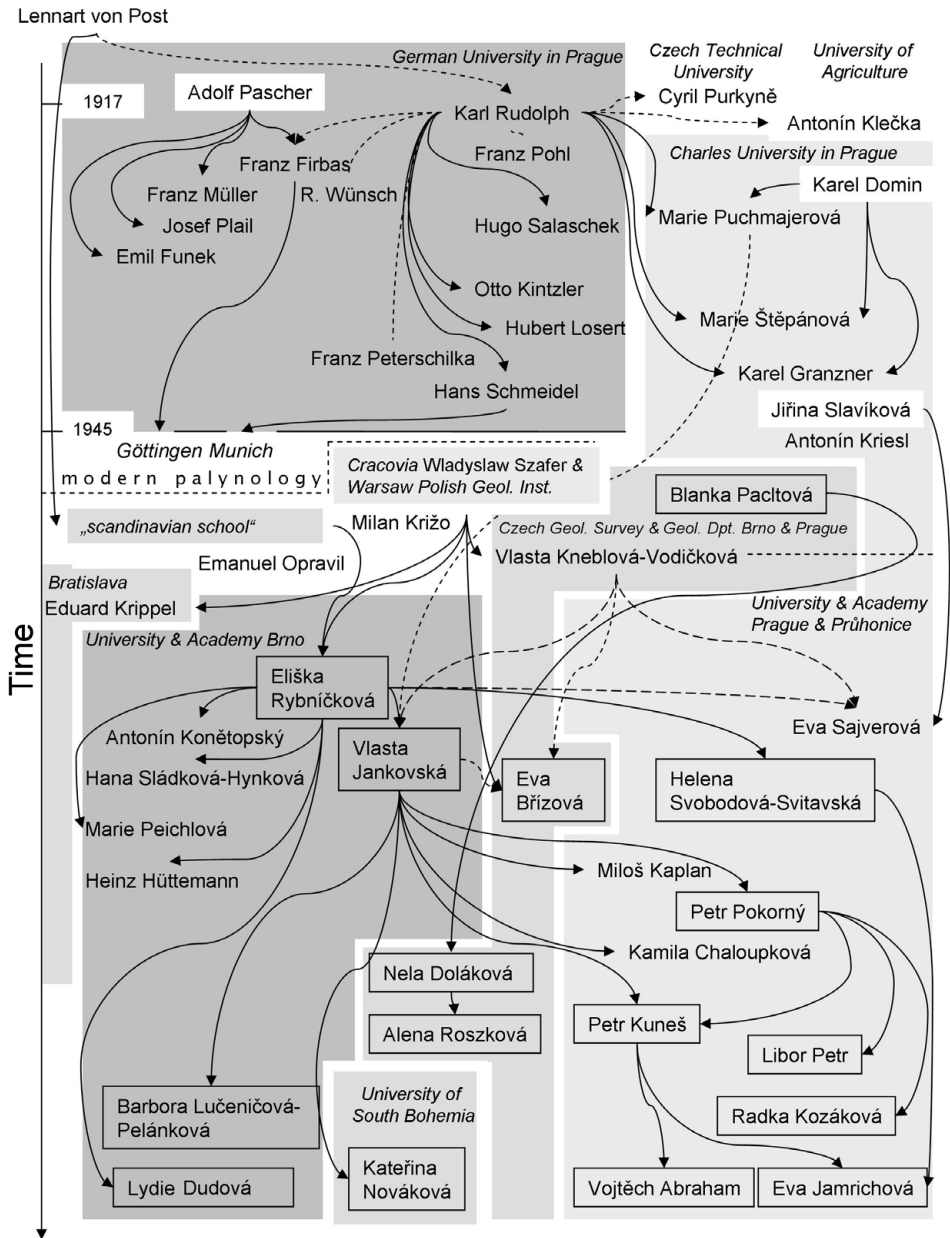 Lennart von Post
German University in Prague
Czech Technical
University
University of
Agriculture
1917
Adolf Pascher
Karl Rudolph
Cyril Purkyně
Antonín Klečka
Franz Pohl
Charles University in Prague
Franz Firbas
Karel Domin
Franz Müller
R. Wünsch
Josef Plail
Hugo Salaschek
Marie Puchmajerová
Emil Funek
Otto Kintzler
Hubert Losert
Marie Štěpánová
Franz Peterschilka
Karel Granzner
Hans Schmeidel
Jiřina Slavíková
1945
Antonín Kriesl
Göttingen Munich
modern palynology
Cracovia Wladyslaw Szafer &
Warsaw Polish Geol. Inst.
Blanka Pacltová
„scandinavian school“
Milan Križo
Czech Geol. Survey & Geol. Dpt. Brno & Prague
Emanuel Opravil
Vlasta Kneblová-Vodičková
Bratislava
Eduard Krippel
University & Academy
Prague & Průhonice
University & Academy Brno
Time
Eliška
Rybníčková
Antonín Konětopský
Eva Sajverová
Hana Sládková-Hynková
Vlasta
Jankovská
Eva
Břízová
Helena
Svobodová-Svitavská
Marie Peichlová
Heinz Hüttemann
Miloš Kaplan
Petr Pokorný
Kamila Chaloupková
Nela Doláková
Petr Kuneš
Alena Roszková
Libor Petr
University of
South Bohemia
Radka Kozáková
Barbora Lučeničová-
Pelánková
Kateřina
Nováková
Lydie Dudová
Vojtěch Abraham
Eva Jamrichová